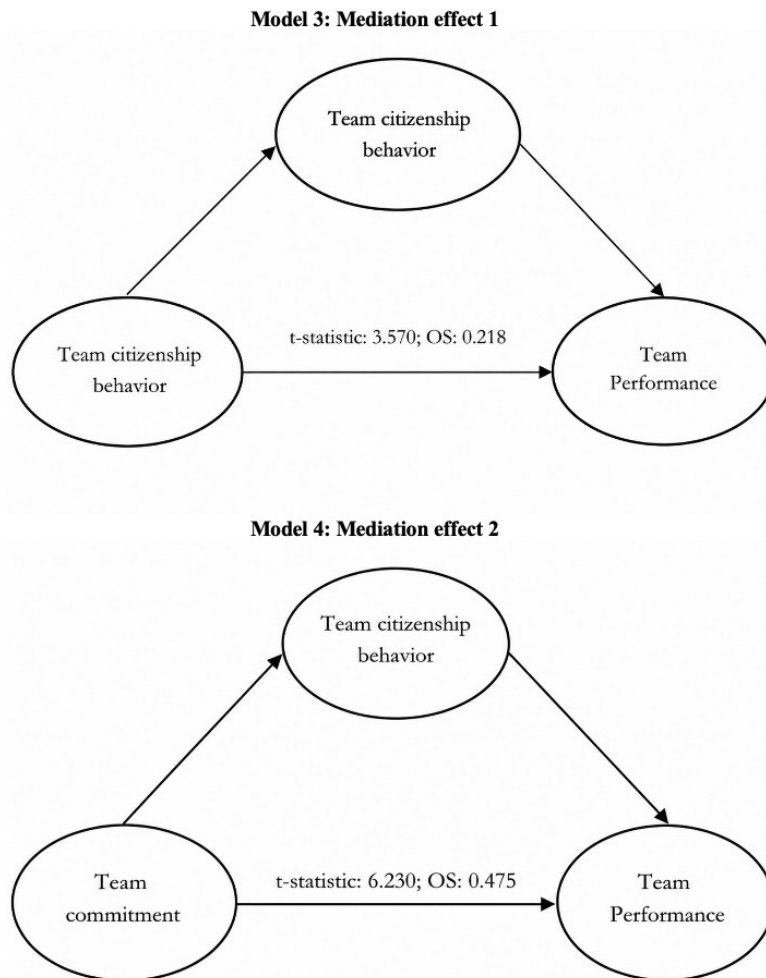 Model 3: Mediation effect 1
Team citizenship
behavior
t-statistic: 3.570; OS: 0.218
Team citizenship
behavior
Team
Performance
Model 4: Mediation effect 2
Team citizenship
behavior
t-statistic: 6.230; OS: 0.475
Team
commitment
Team
Performance